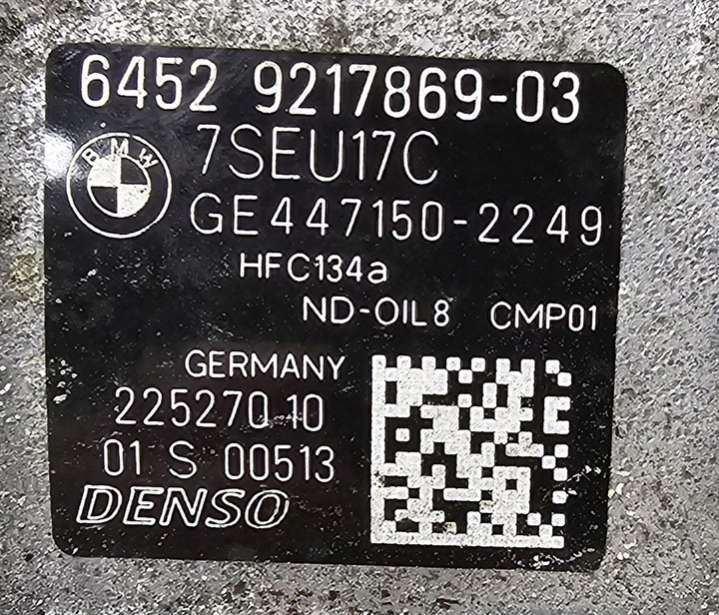 6452 9217869-03
BMW
7SEU17C
GE447150-2249
HFC134a
ND-OIL8 CMP01
GERMANY
225270 10
01 S 00513
DENSO